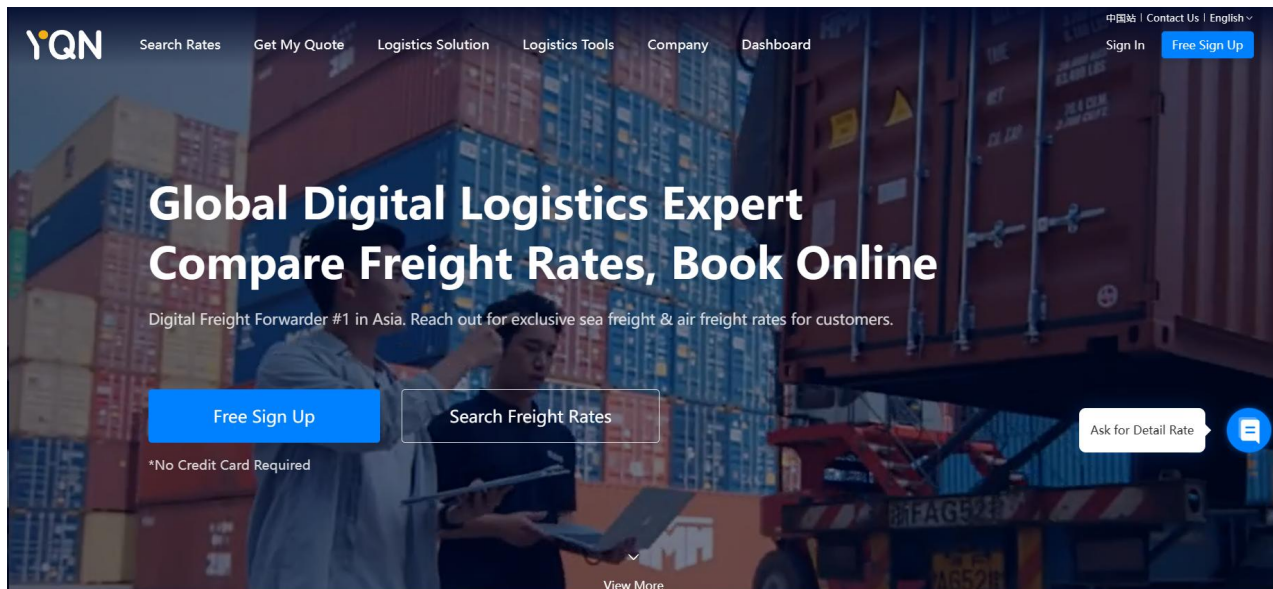 中国站 | Contact Us | English
YQN
Search Rates
Get My Quote
Logistics Solution
Logistics Tools
Company
Dashboard
Sign In
Free Sign Up
Global Digital Logistics Expert
Compare Freight Rates, Book Online
Digital Freight Forwarder #1 in Asia. Reach out for exclusive sea freight & air freight rates for customers.
Free Sign Up
Search Freight Rates
*No Credit Card Required
Ask for Detail Rate
View More